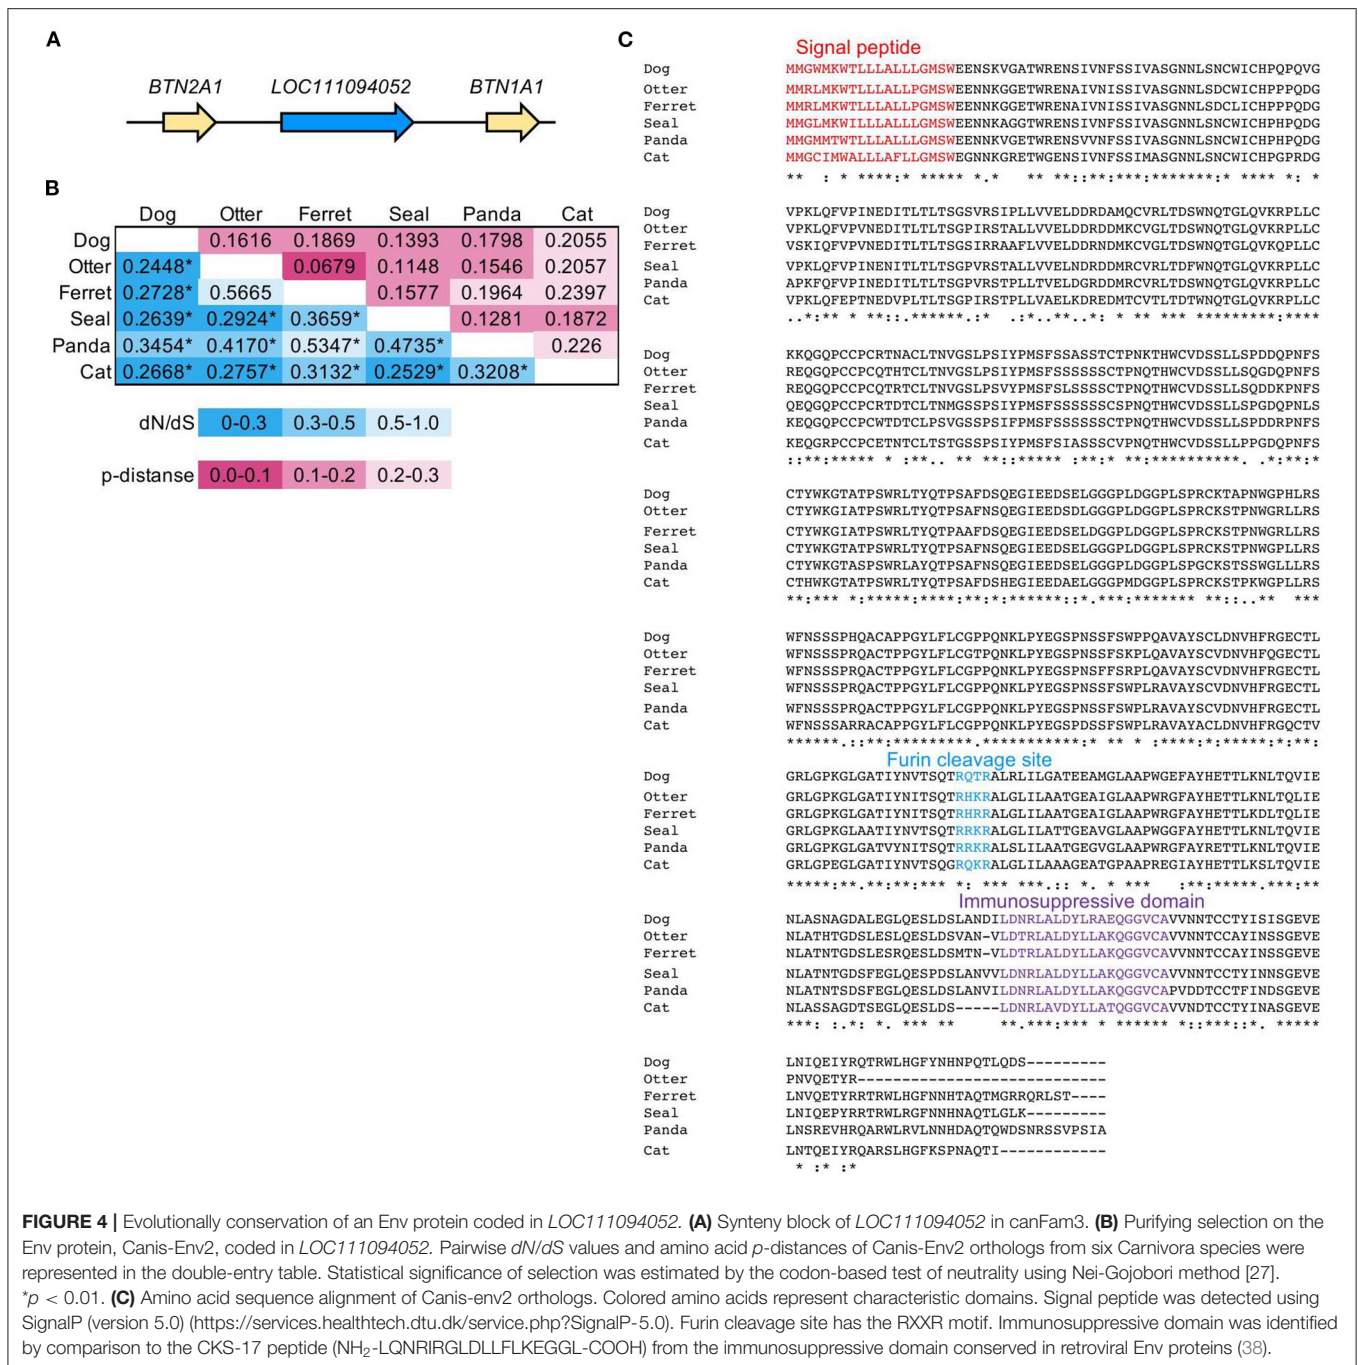 A
BTN2A1 LOC111094052 BTN1A1
B
Dog Otter Ferret Seal Panda Cat
Dog 0.1616 0.1869 0.1393 0.1798 0.2055
Otter 0.2448* 0.0679 0.1148 0.1546 0.2057
Ferret 0.2728* 0.5665 0.1577 0.1964 0.2397
Seal 0.2639* 0.2924* 0.3659* 0.1281 0.1872
Panda 0.3454* 0.4170* 0.5347* 0.4735* 0.226
Cat 0.2668* 0.2757* 0.3132* 0.2529* 0.3208*
dN/dS 0-0.3 0.3-0.5 0.5-1.0
p-distanse 0.0-0.1 0.1-0.2 0.2-0.3
C
Signal peptide
Dog MMGWMKWTLLLALLLGMSWEENSKVGATWRENSIVNFSSIVASGNNLSNCWICHPQPQVG
Otter MMRLMKWTLLLALLPGMSWEENNKGGETWRENAIVNISSIVASGNNLSDCWICHPPPQDG
Ferret MMRLMKWTLLLALLLGMSWEENNKGGETWRENAIVNFSSIVASGNNLSDCLICHPPPQDG
Seal MMGLMKWILLLALLLGMSWEENNKAGGTWRENSIVNFSSIVASGNNLSNCWICHPPPQDG
Panda MMGMMTWTLLLALLLGMSWEENNKVGETWRENSVVNFSSIVASGNNLSNCWICHPPPQDG
Cat MMGCIMWALLLAFLLGMSWEGNNKGRETWGENSIVNFSSIMASGNNLSNCWICHPGPRDG
** : * ****:* ***** *.* ** **::**:***:*******:* **** *: *
Dog VPKLQFVPINEDITLTLTSGSVRSIPLLVVELDDRDAMQCVRLTDSWNQTGLQVKRPLLC
Otter VPKLQFVPVNEDITLTLTSGPIRSTALLVVELDDRDDMKCVRLTDSWNQTGLQVKRPLLC
Ferret VSKIQFVPVNEDITLTLTSGSIRRAAFLVVELDNRDDMKCVGLTDSWNQTGLQVKQPLLC
Seal VPKLQFVPINENITLTLTSGPVRSTALLVVELDNRDDMRCVRLTDFWNQTGLQVKRPLLC
Panda APKFQFVPINEDITLTLTSGPVRSTPLLTVELDGRDDMRCVRLTDSWNQTGLQVKRPLLC
Cat VPKLQFEPTNEDVPLTLTSGPIRSTPLLVAELKDREDMTCVTLTDTWNQTGLQVKRPLLC
..*:** * **::.*****.:* .:*..**..*: * ** *** *********:****
Dog KKQGQPCCPCRTNACLTNVGSLPSIYPMSFSSASSTCTPNKTHWCVDSSLLSPDDQPNFS
Otter REQGQPCCPCQTHTCLTNVGSLPSIYPMSFSSSSSSCTPNQTHWCVDSSLLSPGDQPNFS
Ferret REQGQPCCPCQTRTCLTNVGSLPSVYPMSFSSLSSSSCTPNQTHWCVDSSLLSQDDKPNFS
Seal QEQGQPCCPCRTDTCLTNMGSSPSIYPMSFSSSSSSCSPNQTHWCVDSSLLSPGDQPNLS
Panda KEQGQPCCPCWTDTCLPSVGSSPSIYPMSFSSSSSSCTPNQTHWCVDSSLLSPDDRPNFS
Cat KEQGRPCCPCETNTCLTSTGSSPSIYPMSFSIASSSCVPNQTHWCVDSSLLPPGDQPNFS
::**:***** * :**.. ** **:****** **:* **:**********. .*:**:*
Dog CTYWKGTATPSWRLTYQTPSAFDSQEGIEEDSELGGGPLDGGPLSPRCKTAPNWGPHLRS
Otter CTYWKGIATPSWRLTYQTPSAFNSQEGIEEDSDLGGGPLDGGPLSPRCKSTPNWGRLLRS
Ferret CTYWKGIATPSWRLTYQTPAAFDSQEGIEEDSELDGGPLDGGPLSPRCKSTPNWGRLLRS
Seal CTYWKGTATPSWRLTYQTPSAFNSQEGIEEDSELGGGPLDGGPLSPRCKSTPNWGPLLRS
Panda CTYWKGTASPSWRLAYQTPSAFDSQEGIEEDSELGGGPLDGGPLSPGCKSTSSWGLLLRS
Cat CTHWKGTATPSWRLTYQTPSAFDSHEGIEEDAELGGGPMDGGPLSPRCKSTPKWGPLLRS
**:*** *:*****:****:**:*:******::*.***:******* **::..** ***
Dog WFNSSSPHQACAPPGYLFLCGPPQNKLPYEGSPNSSFSWPPQAVAYSCLDNVHFRGECTL
Otter WFNSSSPRQACTPPGYLFLCGTPQNKLPYEGSPNSSFSKPLQAVAYSCVDNVHFQGECTL
Ferret WFNSSSPRQACTPPGYLFLCGPPQNKLPYEGSPNSFFSRPLQAVAYSCVDNVHFRGECTL
Seal WFNSSSPRQACTPPGYLFLCGPPQNKLPYEGSPNSSFSWPLRAVAYSCVDNVHFRGECTL
Panda WFNSSSPRQACTPPGYLFLCGPPQNKLPYEGSPNSSFSWPLRAVAYSCVDNVHFRGECTL
Cat WFNSSSARRACAPPGYLFLCGPPQNKLPYEGSPDSSFSWPLRAVAYACLDNVHFRGQCTV
******.::**:*********.***********:* ** * :****:*:*****:*:**:
Furin cleavage site
Dog GRLGPKGLGATIYNVTSQTRQTRALRLILGATEEAMGLAAPWGEFAYHETTLKNLTQVIE
Otter GRLGPKGLGATIYNITSQTRHKRALGLILAATGEAIGLAAPWRGFAYHETTLKNLTQLIE
Ferret GRLGPKGLGATIYNITSQTRHRRALGLILAATGEAIGLAAPWRGFAYHETTLKDLTQLIE
Seal GRLGPKGLAATIYNVTSQTRRKRALGLILATTGEAVGLAAPWGGFAYHETTLKNLTQVIE
Panda GRLGPKGLGATVYNITSQTRRKRALSLILAATGEGVGLAAPWRGFAYHETTLKNLTQVIE
Cat GRLGPEGLGATIYNVTSQGRQKRALGLILAAAGEATGPAAPREGIAYHETTLKSLTQVIE
*****:**.**:**:*** *: *** ***.:: *. * *** :********.***:**
Immunosuppressive domain
Dog NLASNAGDALEGLQESLDSLANDILDNRLALDYLRAEQGGVCAVVNNTCCTYISISGEVE
Otter NLATHTGDSLESLQESLDSVAN-VLDTRLALDYLLAKQGGVCAVVNNTCCAYINSSGEVE
Ferret NLATNTGDSLESRQESLDSMTN-VLDTRLALDYLLAKQGGVCAVVNNTCCAYINSSGEVE
Seal NLATNTGDSFEGLQESPDSLANVVLDNRLALDYLLAKQGGVCAVVNNTCCTYINSSGEVE
Panda NLATNTSDSFEGLQESLDSLANVILDNRLALDYLLAKQGGVCAPVDDTCCTFINDSGEVE
Cat NLASSAGDTSEGLQESLDS-----LDNRLAVDYLLATQGGVCAVVNDTCCTYINASGEVE
***: :.*: *. *** ** **.***:*** * ****** *::***::*. *****
Dog LNIQEIYRQTRWLHGFYNHNPQTLQDS---------
Otter PNVQETYR----------------------------
Ferret LNVQETYRRTRWLHGFNNHTAQTMGRRQRLST----
Seal LNIQEPYRRTRWLRGFNNHNAQTLGLK---------
Panda LNSREVHRQARWLRVLNNHDAQTQWDSNRSSVPSIA
Cat LNTQEIYRQARSLHGFKSPNAQTI------------
* :* :*
FIGURE 4 | Evolutionally conservation of an Env protein coded in LOC111094052. (A) Synteny block of LOC111094052 in canFam3. (B) Purifying selection on the
Env protein, Canis-Env2, coded in LOC111094052. Pairwise dN/dS values and amino acid p-distances of Canis-Env2 orthologs from six Carnivora species were
represented in the double-entry table. Statistical significance of selection was estimated by the codon-based test of neutrality using Nei-Gojobori method [27].
*p < 0.01. (C) Amino acid sequence alignment of Canis-env2 orthologs. Colored amino acids represent characteristic domains. Signal peptide was detected using
SignalP (version 5.0) (https://services.healthtech.dtu.dk/service.php?SignalP-5.0). Furin cleavage site has the RXXR motif. Immunosuppressive domain was identified
by comparison to the CKS-17 peptide (NH₂-LQNRIRGLDLLFLKEGGL-COOH) from the immunosuppressive domain conserved in retroviral Env proteins (38).